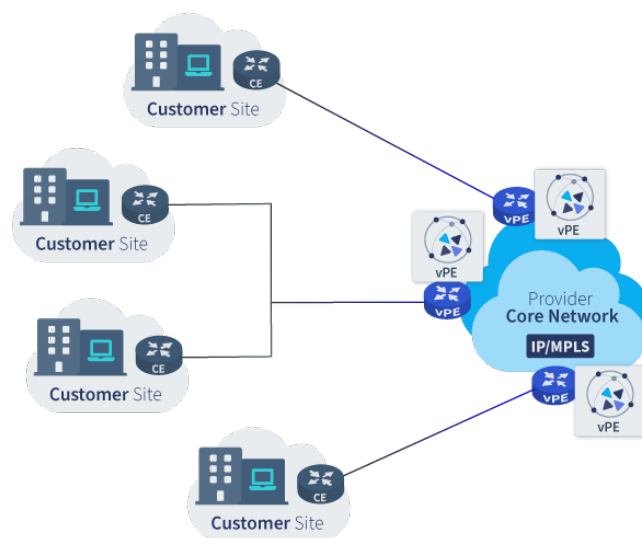 CE
Customer Site
vPE
vPE
CE
Customer Site
vPE
vPE
Provider
Core Network
IP/MPLS
CE
Customer Site
vPE
vPE
CE
Customer Site